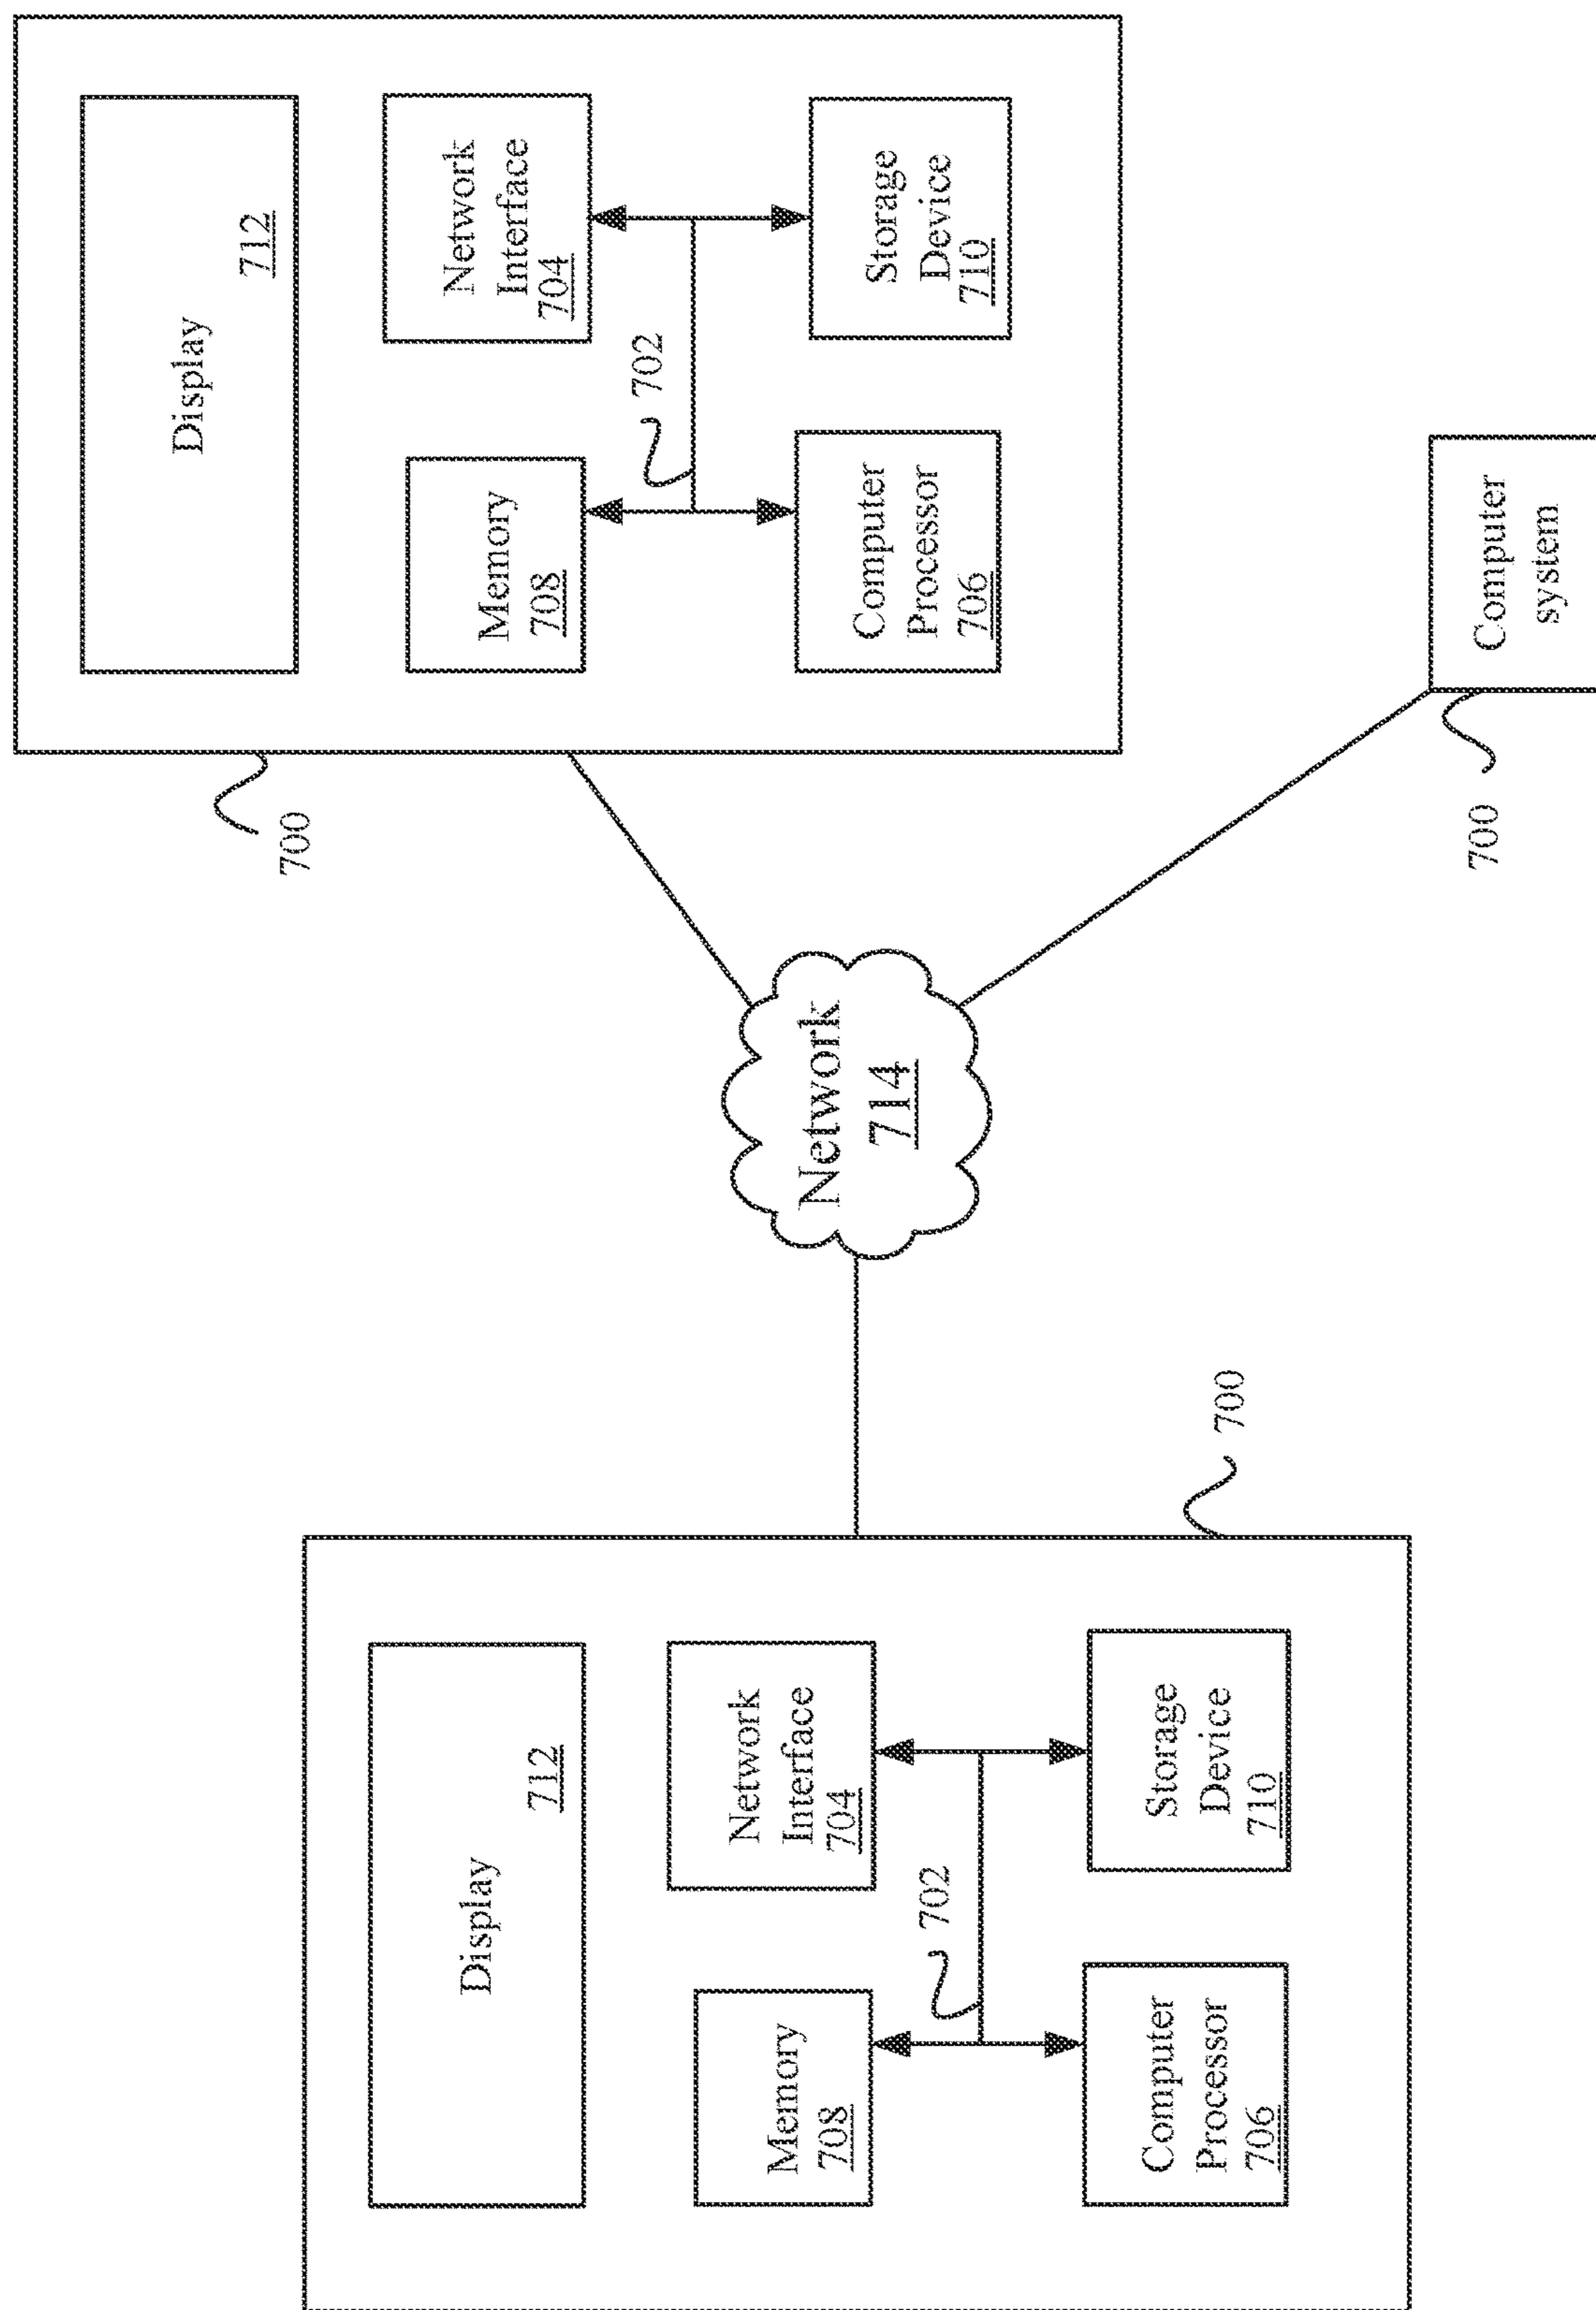 Display
712
Memory
708
Network
Interface
704
702
Computer
Processor
706
Storage
Device
710
700
Network
714
700
Display
712
Memory
708
Network
Interface
704
702
Computer
Processor
706
Storage
Device
710
700
Computer
system